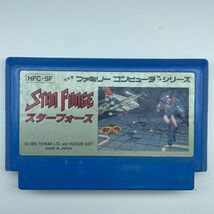 HFC-SF
ファミリー コンピュータ シリーズ
STAR FORCE
スターフォース
© 1985 TEHKAN LTD. and HUDSON SOFT
MADE IN JAPAN